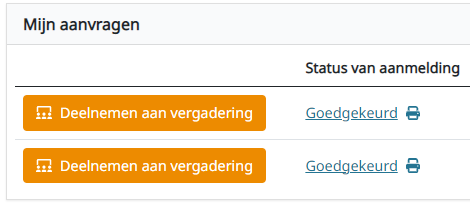 Mijn aanvragen
Status van aanmelding
Deelnemen aan vergadering Goedgekeurd
Deelnemen aan vergadering Goedgekeurd